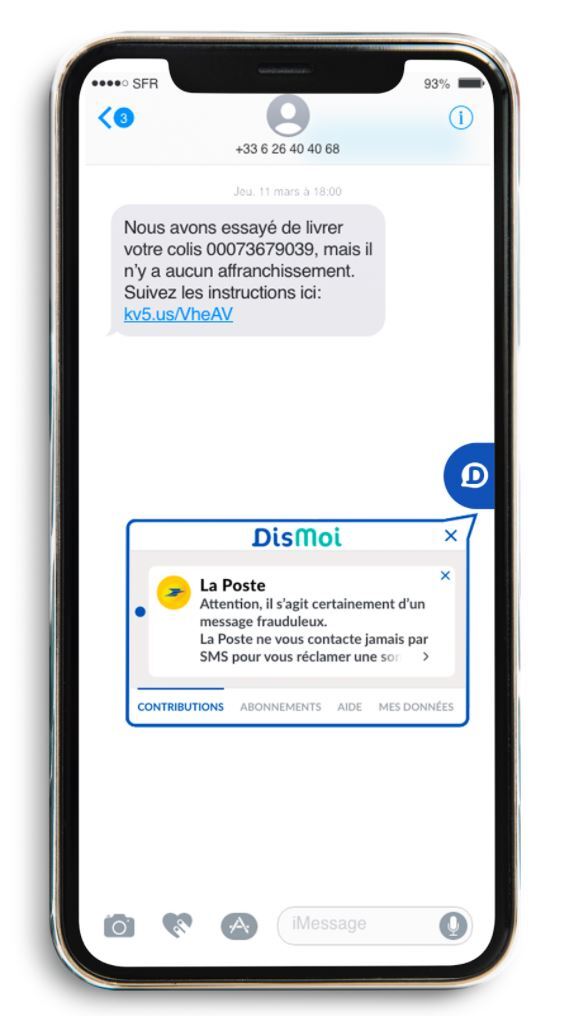 SFR
93%
3
+33 6 26 40 40 68
Jeu. 11 mars à 18:00
Nous avons essayé de livrer
votre colis 00073679039, mais il
n'y a aucun affranchissement.
Suivez les instructions ici:
kv5.us/VheAV
D
DisMoi
La Poste
Attention, il s'agit certainement d'un
message frauduleux.
La Poste ne vous contacte jamais par
SMS pour vous réclamer une
CONTRIBUTIONS ABONNEMENTS AIDE MES DONNÉES
iMessage